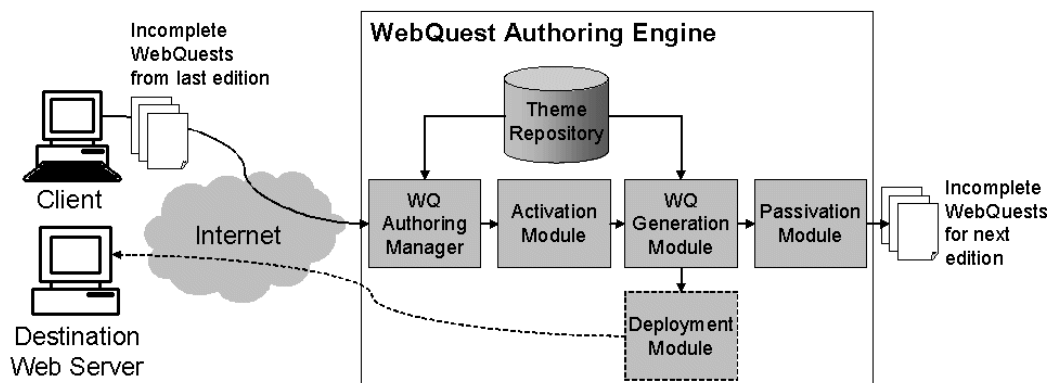 Incomplete
WebQuests
from last edition
WebQuest Authoring Engine
Theme
Repository
Client
Internet
WQ
Authoring
Manager
Activation
Module
WQ
Generation
Module
Passivation
Module
Incomplete
WebQuests
for next
edition
Destination
Web Server
Deployment
Module